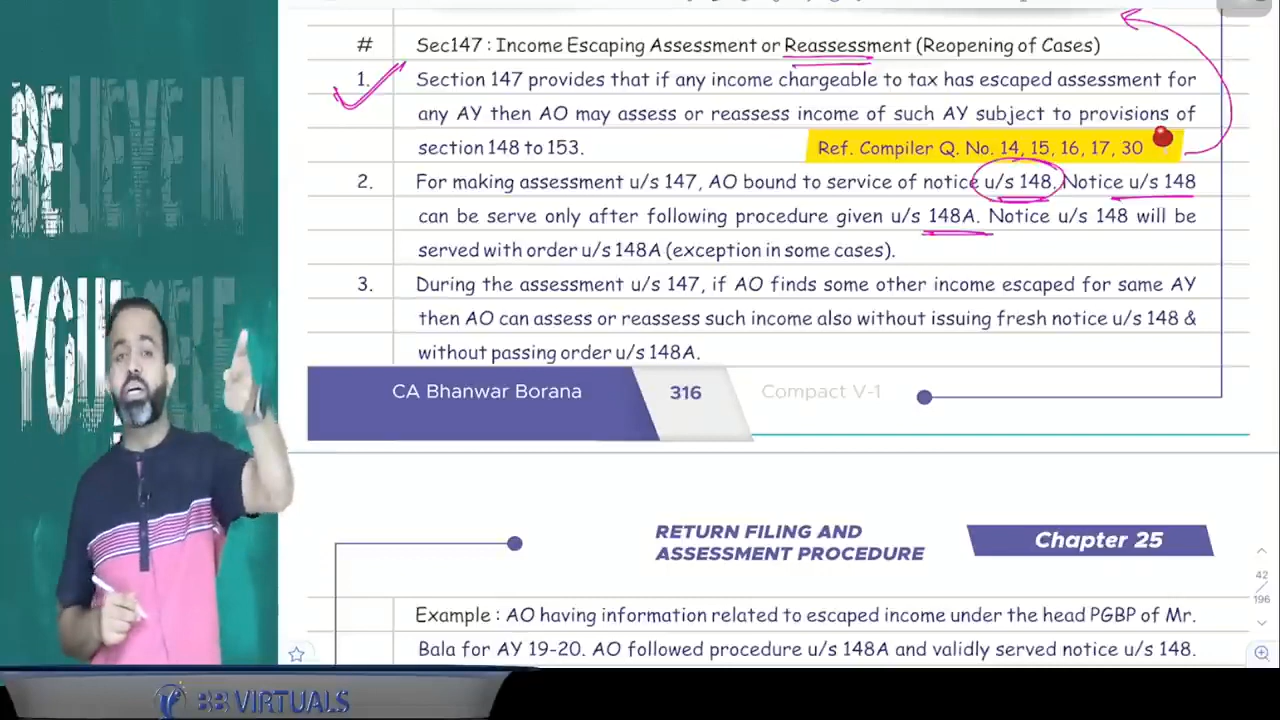 BELIEVE IN
YOURSELF
# Sec147 : Income Escaping Assessment or Reassessment (Reopening of Cases)
1. Section 147 provides that if any income chargeable to tax has escaped assessment for
any AY then AO may assess or reassess income of such AY subject to provisions of
section 148 to 153. Ref. Compiler Q. No. 14, 15, 16, 17, 30
2. For making assessment u/s 147, AO bound to service of notice u/s 148. Notice u/s 148
can be serve only after following procedure given u/s 148A. Notice u/s 148 will be
served with order u/s 148A (exception in some cases).
3. During the assessment u/s 147, if AO finds some other income escaped for same AY
then AO can assess or reassess such income also without issuing fresh notice u/s 148 &
without passing order u/s 148A.
CA Bhanwar Borana 316 Compact V-1
RETURN FILING AND
ASSESSMENT PROCEDURE
Chapter 25
42
/
196
Example : AO having information related to escaped income under the head PGBP of Mr.
Bala for AY 19-20. AO followed procedure u/s 148A and validly served notice u/s 148.
BB VIRTUALS